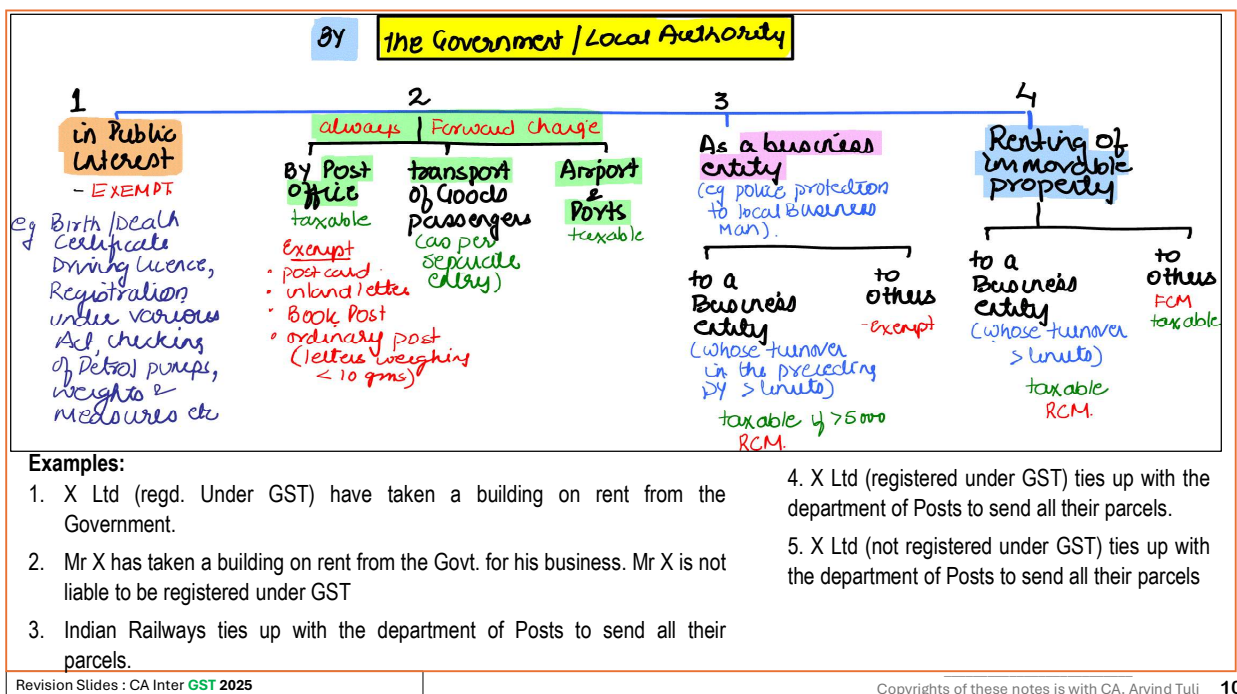 BY the Government / Local Authority
1
in Public
Interest
- EXEMPT
eg Birth / Death
Certificate
Driving Licence,
Registration
under various
Act, checking
of Petrol pumps,
weights &
measures etc
2
always Forward Charge
BY Post
office
taxable
Exempt
• post card
• inland letter
• Book Post
• ordinary post
(letters weighing
< 10 gms)
transport
of Goods
passengers
(as per
separate
entry)
Airport
&
Ports
taxable
3
As a business
entity
(eg police protection
to local Business
Man).
to a
Business
entity
(whose turnover
in the preceding
PY > limits)
taxable if > 5000
RCM.
to
others
- exempt
4
Renting of
immovable
property
to a
Business
entity
(whose turnover
> limits)
taxable
RCM.
to
others
FCM
taxable
Examples:
1. X Ltd (regd. Under GST) have taken a building on rent from the
Government.
2. Mr X has taken a building on rent from the Govt. for his business. Mr X is not
liable to be registered under GST
3. Indian Railways ties up with the department of Posts to send all their
parcels.
4. X Ltd (registered under GST) ties up with the
department of Posts to send all their parcels.
5. X Ltd (not registered under GST) ties up with
the department of Posts to send all their parcels
Revision Slides : CA Inter GST 2025
Copyrights of these notes is with CA. Arvind Tuli